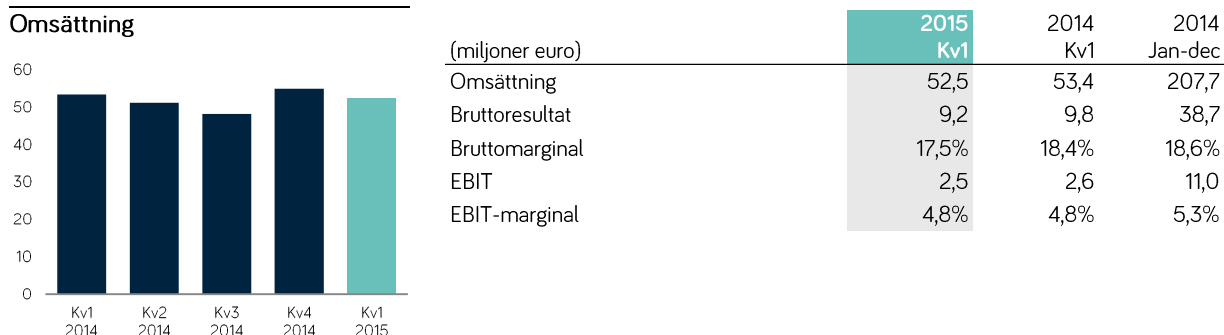 Omsättning
60
50
40
30
20
10
0
Kv1 Kv2 Kv3 Kv4 Kv1
2014 2014 2014 2014 2015
2015 2014 2014
(miljoner euro) Kv1 Kv1 Jan-dec
Omsättning 52,5 53,4 207,7
Bruttoresultat 9,2 9,8 38,7
Bruttomarginal 17,5% 18,4% 18,6%
EBIT 2,5 2,6 11,0
EBIT-marginal 4,8% 4,8% 5,3%